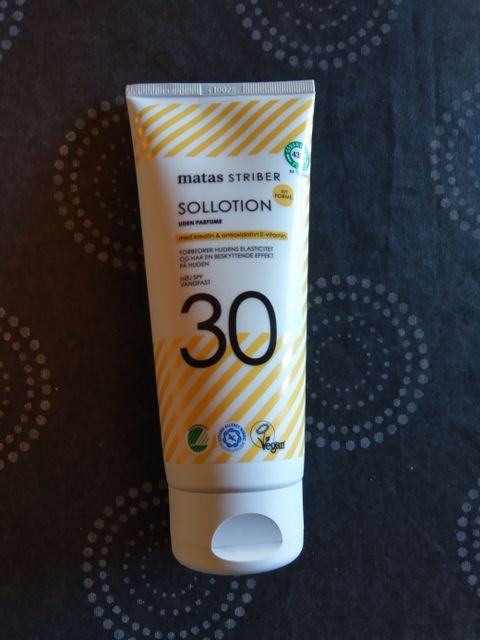 matas STRIBER
SOLLOTION
UDEN PARFUME
NY
FORMEL
med kreatin & antioxidativt E-vitamin
FORBEDRER HUDENS ELASTICITET
OG HAR EN BESKYTTENDE EFFEKT
PÅ HUDEN
HØJ SPF
VANDFAST
30
Vegan